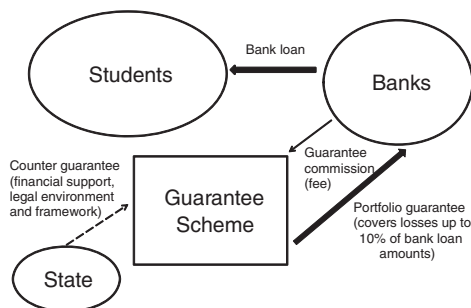 Bank loan
Students
Banks
Counter guarantee
(financial support,
legal environment
and framework)
Guarantee
commission
(fee)
Guarantee
Scheme
Portfolio guarantee
(covers losses up to
10% of bank loan
amounts)
State